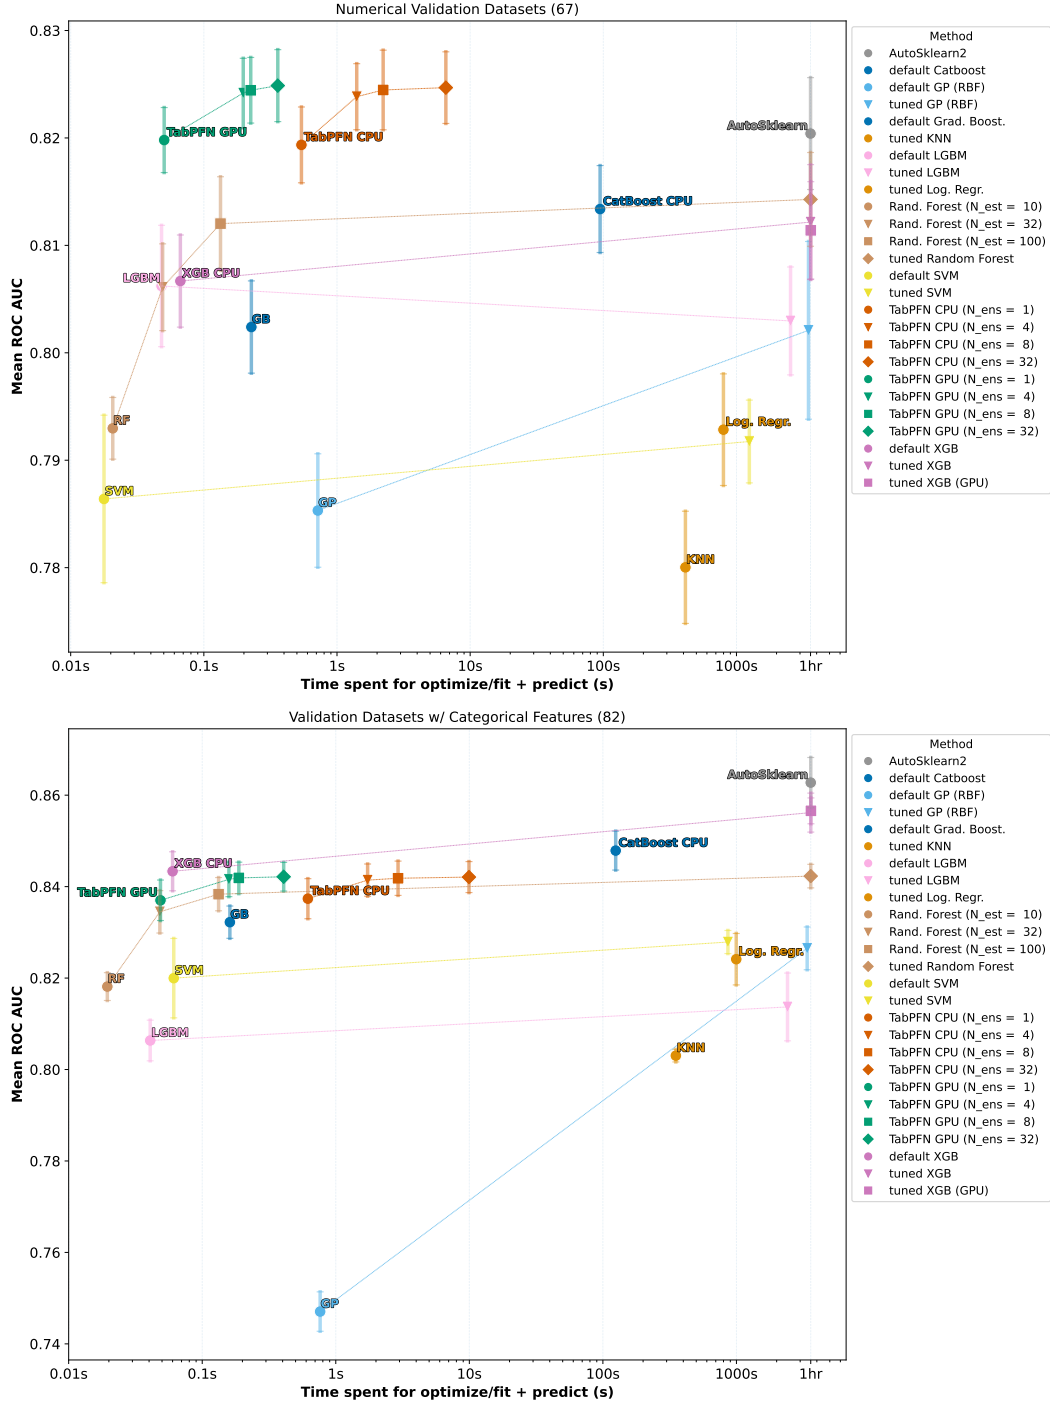 Numerical Validation Datasets (67)
0.83
0.82
0.81
0.80
0.79
0.78
Mean ROC AUC
TabPFN GPU
TabPFN CPU
AutoSklearn
CatBoost CPU
LGBM
XGB CPU
GB
RF
Log. Regr.
SVM
GP
KNN
0.01s
0.1s
1s
10s
100s
1000s
1hr
Time spent for optimize/fit + predict (s)
Method
AutoSklearn2
default Catboost
default GP (RBF)
tuned GP (RBF)
default Grad. Boost.
tuned KNN
default LGBM
tuned LGBM
tuned Log. Regr.
Rand. Forest (N_est =  10)
Rand. Forest (N_est =  32)
Rand. Forest (N_est = 100)
tuned Random Forest
default SVM
tuned SVM
TabPFN CPU (N_ens =  1)
TabPFN CPU (N_ens =  4)
TabPFN CPU (N_ens =  8)
TabPFN CPU (N_ens = 32)
TabPFN GPU (N_ens =  1)
TabPFN GPU (N_ens =  4)
TabPFN GPU (N_ens =  8)
TabPFN GPU (N_ens = 32)
default XGB
tuned XGB
tuned XGB (GPU)
Validation Datasets w/ Categorical Features (82)
0.86
0.84
0.82
0.80
0.78
0.76
0.74
Mean ROC AUC
AutoSklearn
CatBoost CPU
XGB CPU
TabPFN GPU
TabPFN CPU
GB
Log. Regr.
SVM
RF
LGBM
KNN
GP
0.01s
0.1s
1s
10s
100s
1000s
1hr
Time spent for optimize/fit + predict (s)
Method
AutoSklearn2
default Catboost
default GP (RBF)
tuned GP (RBF)
default Grad. Boost.
tuned KNN
default LGBM
tuned LGBM
tuned Log. Regr.
Rand. Forest (N_est =  10)
Rand. Forest (N_est =  32)
Rand. Forest (N_est = 100)
tuned Random Forest
default SVM
tuned SVM
TabPFN CPU (N_ens =  1)
TabPFN CPU (N_ens =  4)
TabPFN CPU (N_ens =  8)
TabPFN CPU (N_ens = 32)
TabPFN GPU (N_ens =  1)
TabPFN GPU (N_ens =  4)
TabPFN GPU (N_ens =  8)
TabPFN GPU (N_ens = 32)
default XGB
tuned XGB
tuned XGB (GPU)